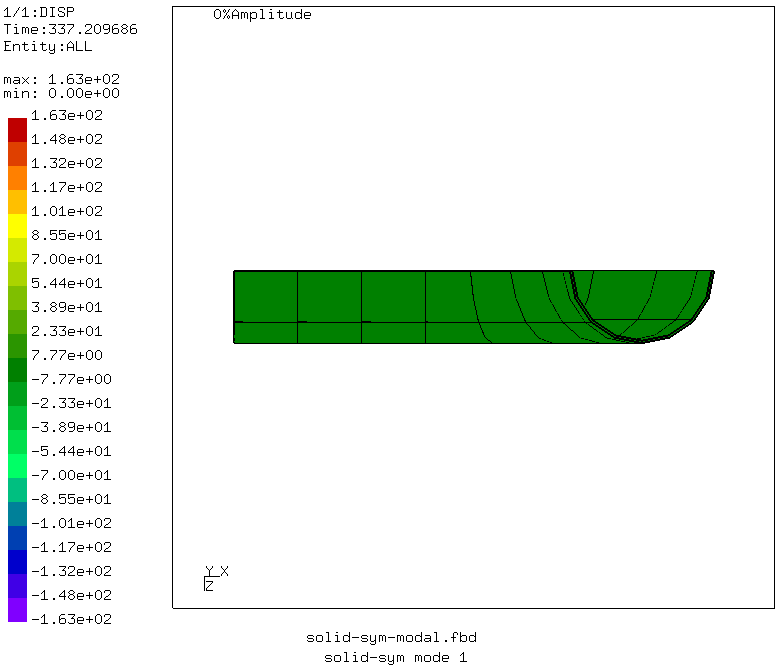 1/1:DISP
Time:337.209686
Entity:ALL
max: 1.63e+02
min: 0.00e+00
1.63e+02
1.48e+02
1.32e+02
1.17e+02
1.01e+02
8.55e+01
7.00e+01
5.44e+01
3.89e+01
2.33e+01
7.77e+00
-7.77e+00
-2.33e+01
-3.89e+01
-5.44e+01
-7.00e+01
-8.55e+01
-1.01e+02
-1.17e+02
-1.32e+02
-1.48e+02
-1.63e+02
0%Amplitude
Y X
Z
solid-sym-modal.fbd
solid-sym mode 1